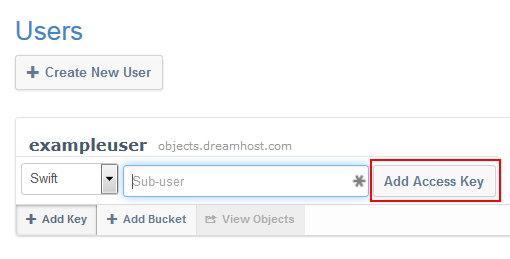 Users
+ Create New User
exampleuser objects.dreamhost.com
Swift Sub-user Add Access Key
+ Add Key + Add Bucket View Objects